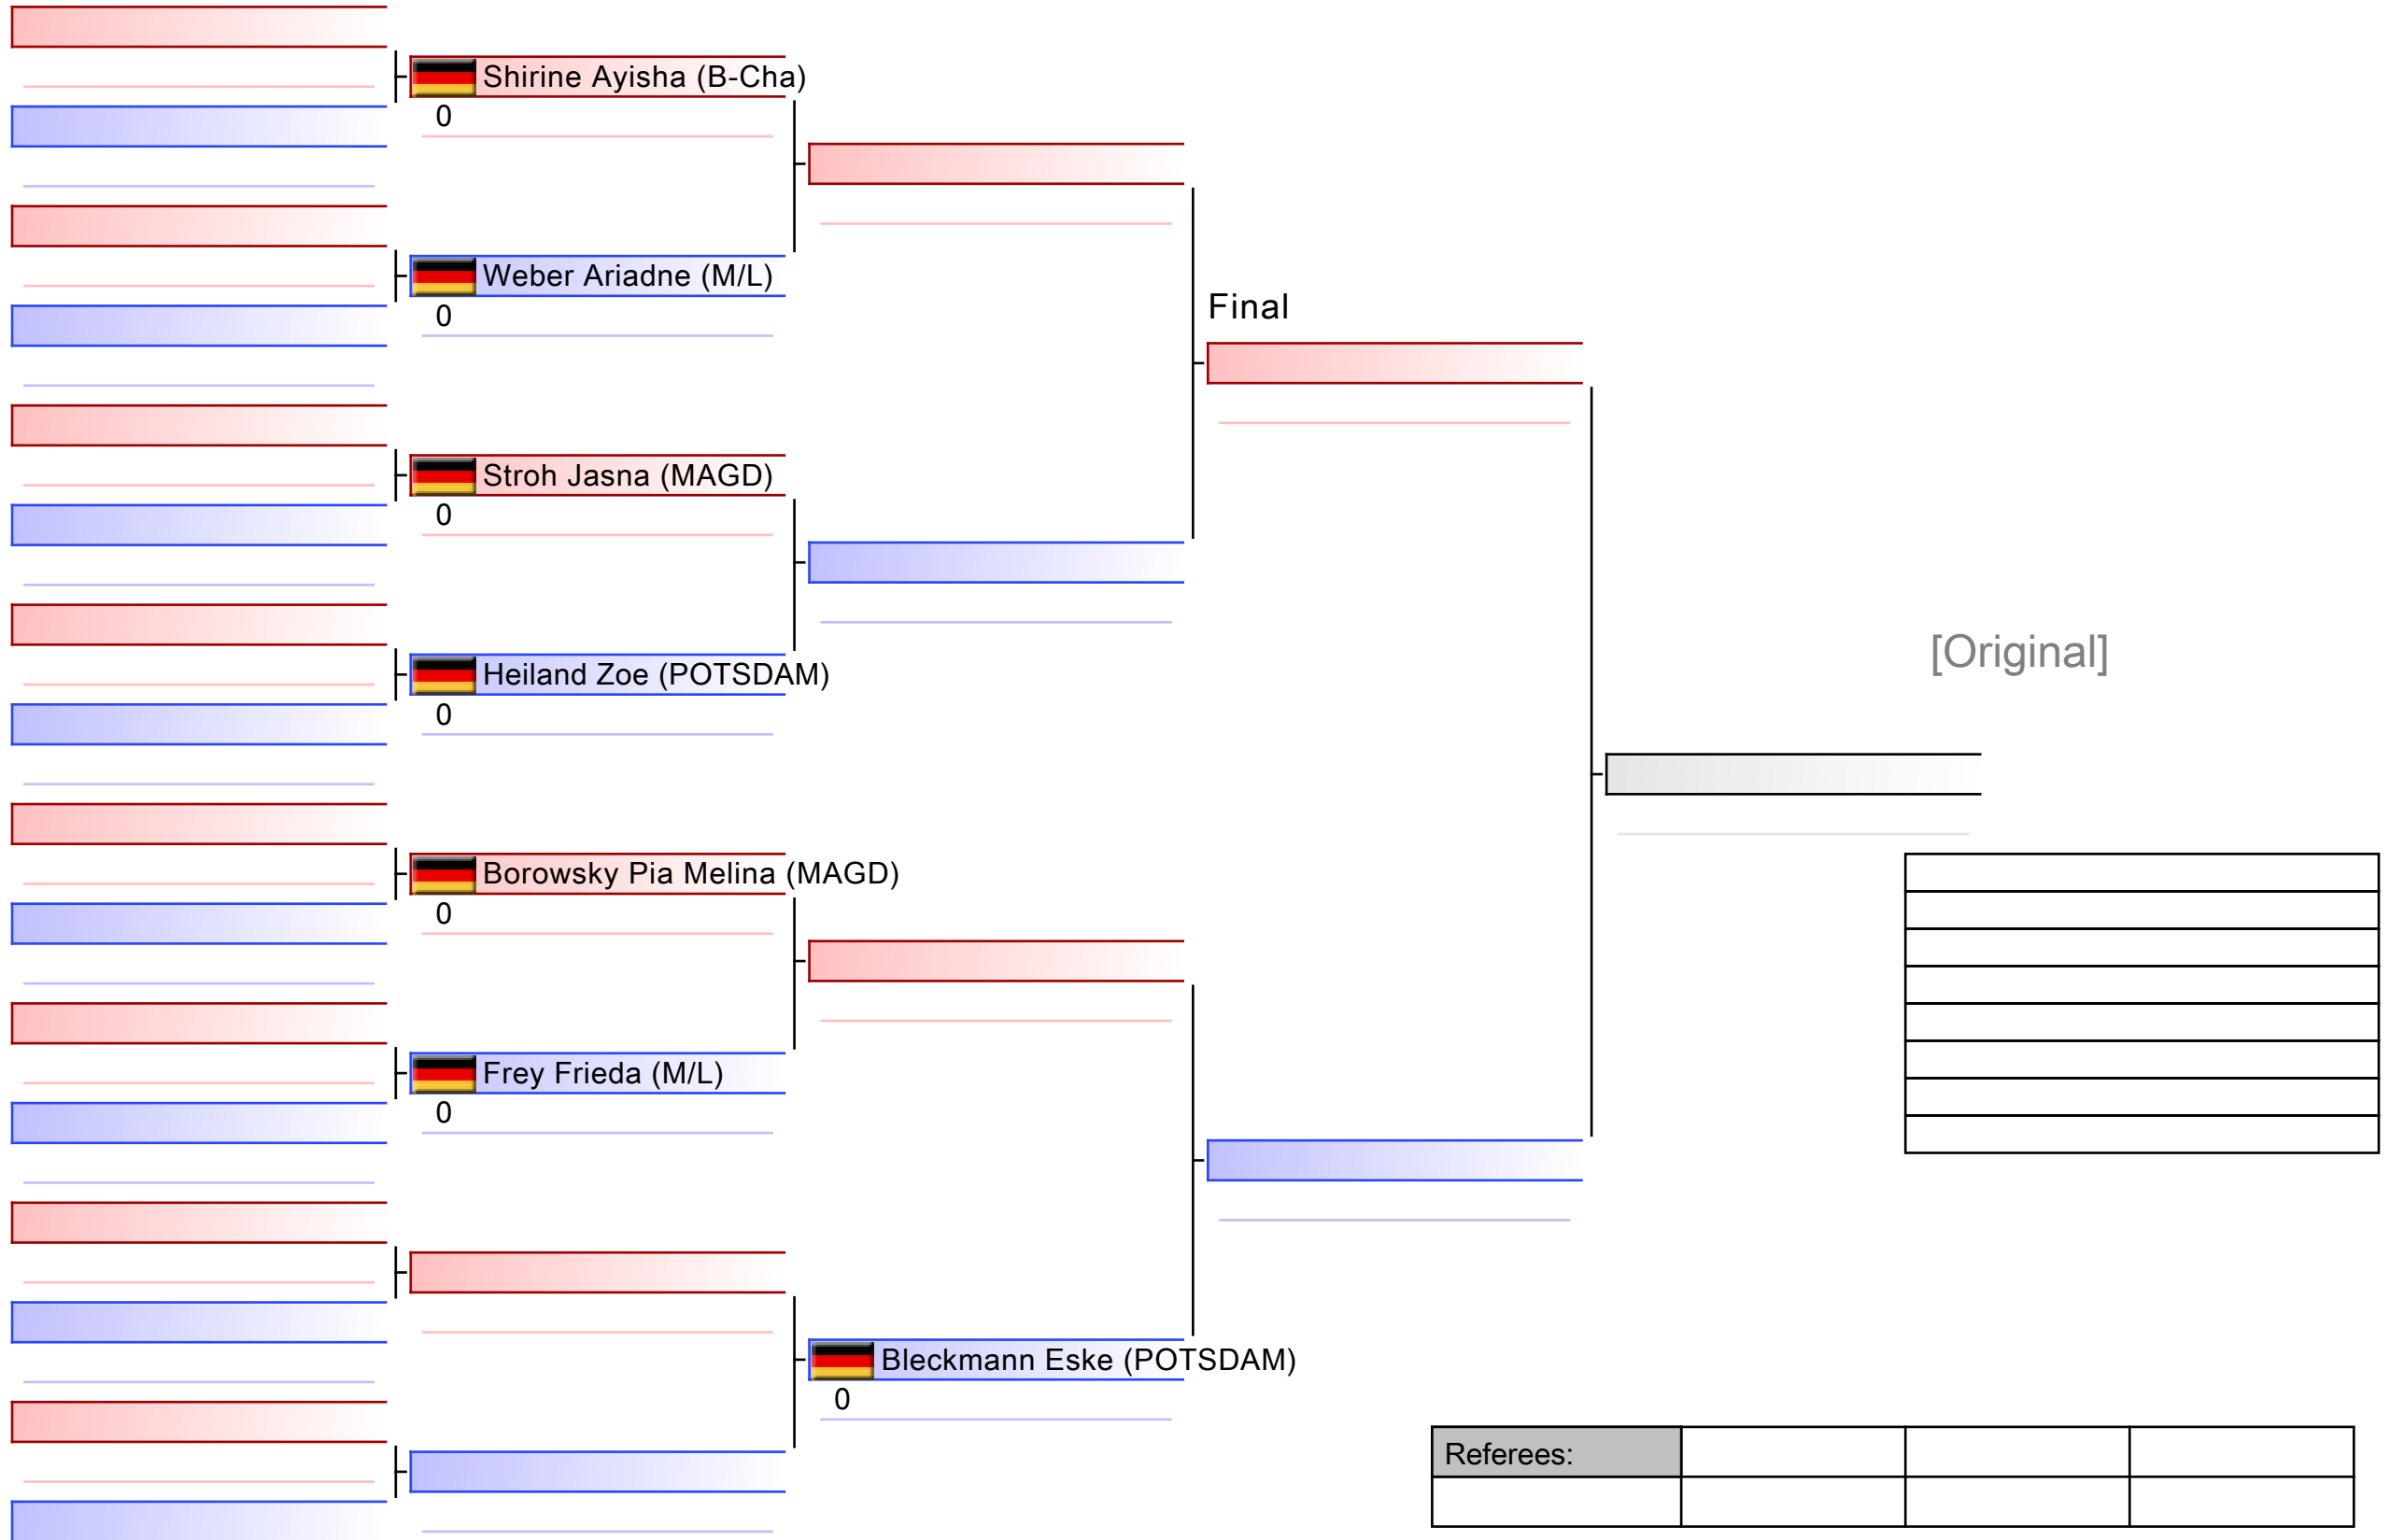 Shirine Ayisha (B-Cha)
0
Weber Ariadne (M/L)
0
Final
Stroh Jasna (MAGD)
0
[Original]
Heiland Zoe (POTSDAM)
0
Borowsky Pia Melina (MAGD)
0
Frey Frieda (M/L)
0
Bleckmann Eske (POTSDAM)
0
Referees: